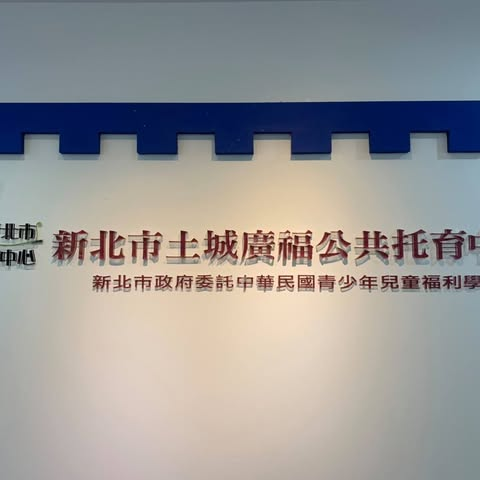 北市
中心
新北市土城廣福公共托育中
新北市政府委託中華民國青少年兒童福利學